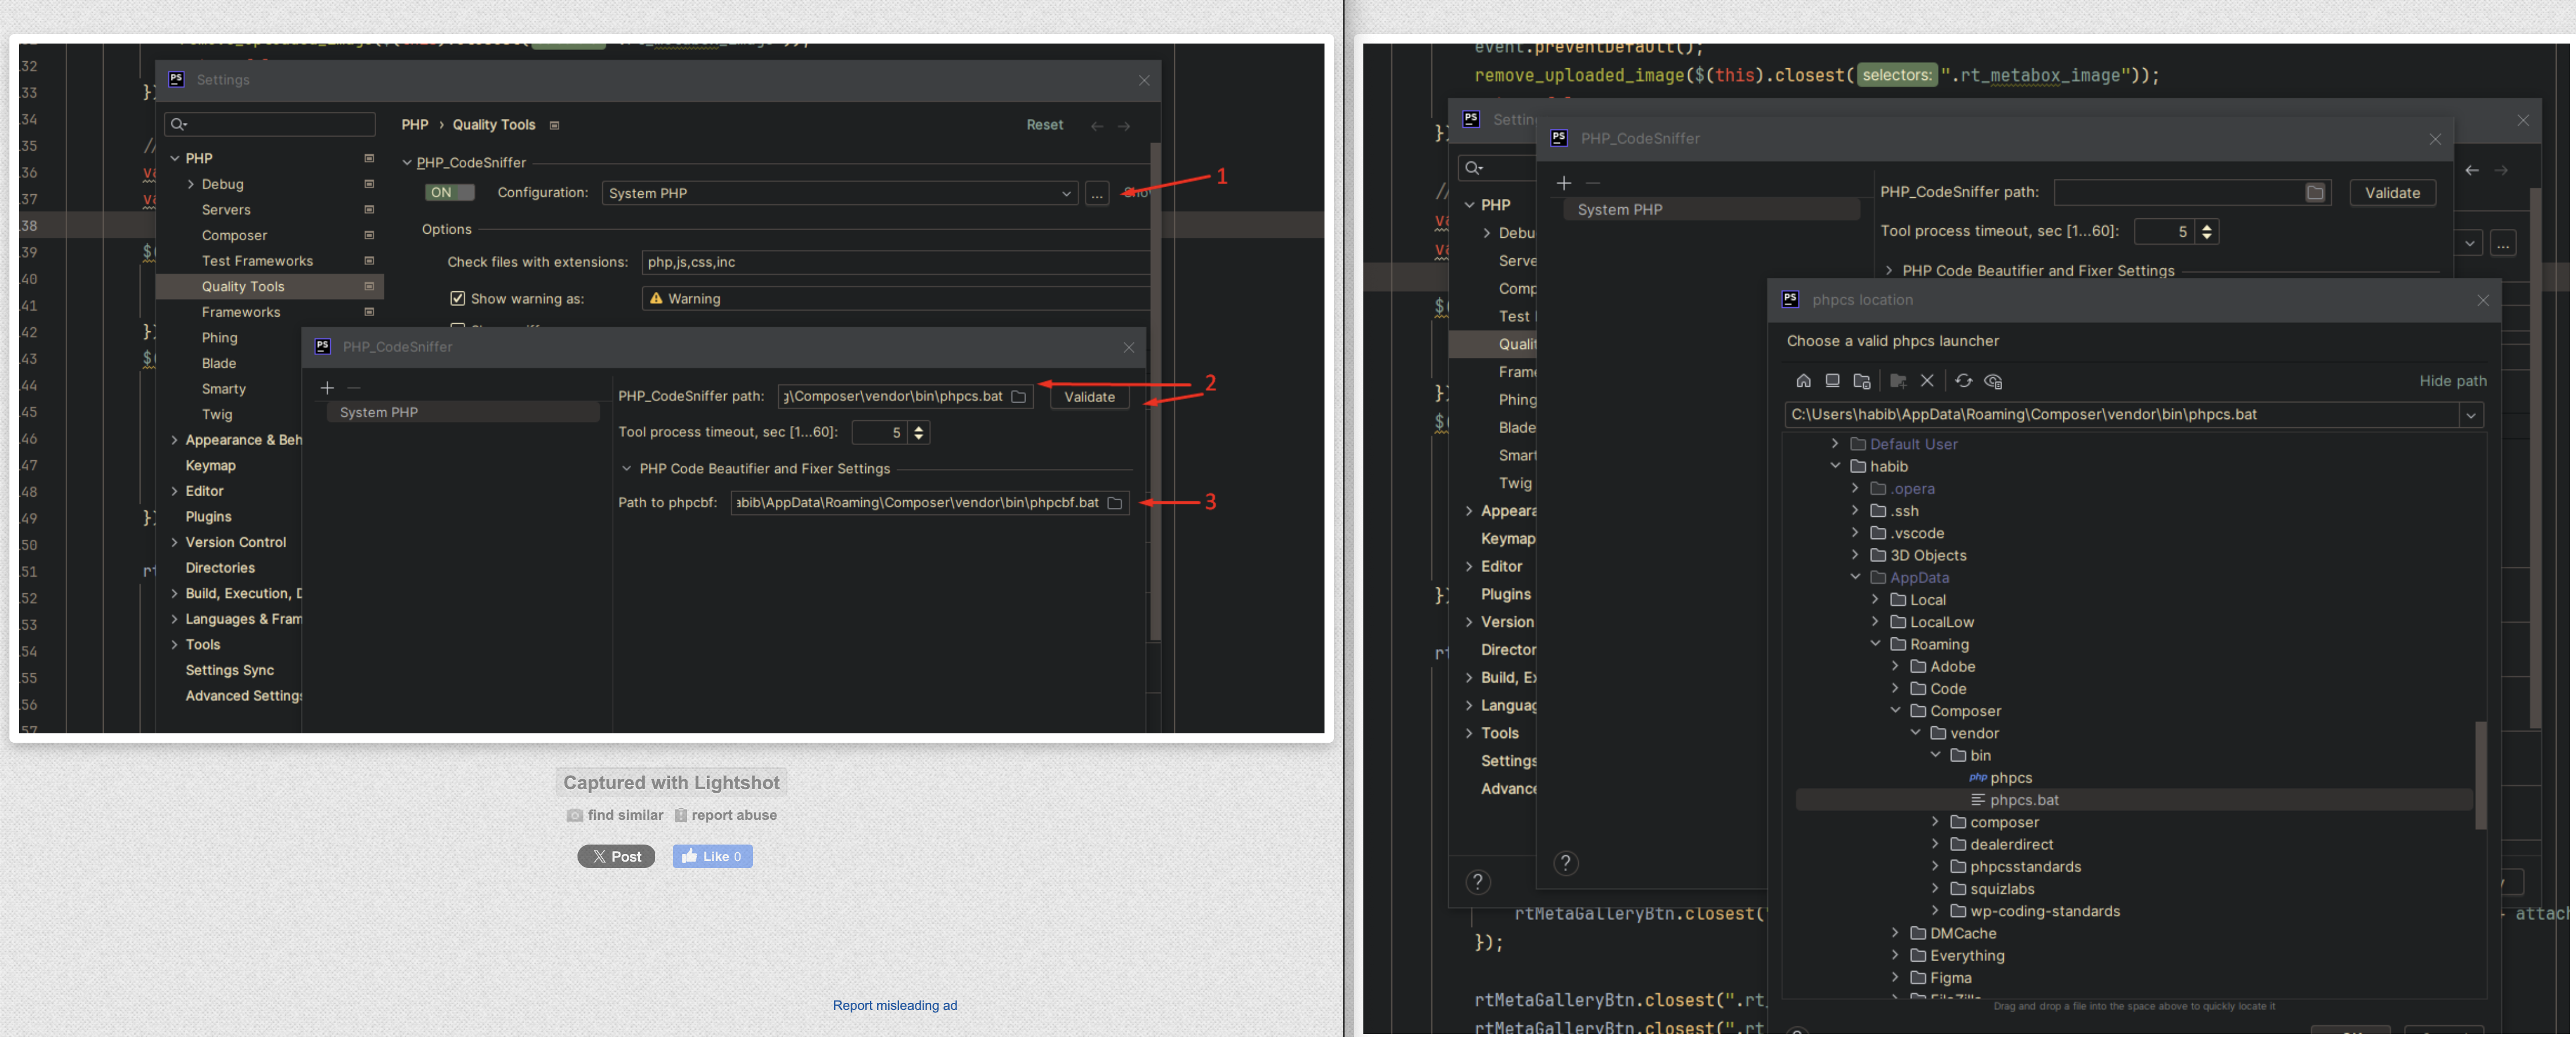 32
33
34
35
36
37
38
39
40
41
42
43
44
45
46
47
48
49
50
51
52
53
54
55
56
57
Settings
PHP › Quality Tools
Reset
PHP
Debug
Servers
Composer
Test Frameworks
Quality Tools
Frameworks
Phing
Blade
Smarty
Twig
Appearance & Beh
Keymap
Editor
Plugins
Version Control
Directories
Build, Execution, D
Languages & Fram
Tools
Settings Sync
Advanced Settings
PHP_CodeSniffer
ON Configuration: System PHP ... 1
Options
Check files with extensions: php,js,css,inc
Show warning as: Warning
PHP_CodeSniffer
System PHP
PHP_CodeSniffer path: g\Composer\vendor\bin\phpcs.bat Validate 2
Tool process timeout, sec [1...60]: 5
PHP Code Beautifier and Fixer Settings
Path to phpcbf: abib\AppData\Roaming\Composer\vendor\bin\phpcbf.bat 3
Captured with Lightshot
find similar report abuse
Post Like 0
Report misleading ad
event.preventDefault();
remove_uploaded_image($(this).closest( selectors: ".rt_metabox_image"));
Settin
PHP
Debu
Serve
Comp
Test
Qualit
Frame
Phing
Blade
Smart
Twig
Appeara
Keymap
Editor
Plugins
Version
Director
Build, Ex
Languag
Tools
Settings
Advance
PHP_CodeSniffer
System PHP
PHP_CodeSniffer path: Validate
Tool process timeout, sec [1...60]: 5
PHP Code Beautifier and Fixer Settings
phpcs location
Choose a valid phpcs launcher
Hide path
C:\Users\habib\AppData\Roaming\Composer\vendor\bin\phpcs.bat
Default User
habib
.opera
.ssh
.vscode
3D Objects
AppData
Local
LocalLow
Roaming
Adobe
Code
Composer
vendor
bin
php phpcs
phpcs.bat
composer
dealerdirect
phpcsstandards
squizlabs
wp-coding-standards
DMCache
Everything
Figma
FileZilla
Drag and drop a file into the space above to quickly locate it
rtMetaGalleryBtn.closest(
attach
});
rtMetaGalleryBtn.closest(".rt_
rtMetaGalleryBtn.closest(".rt